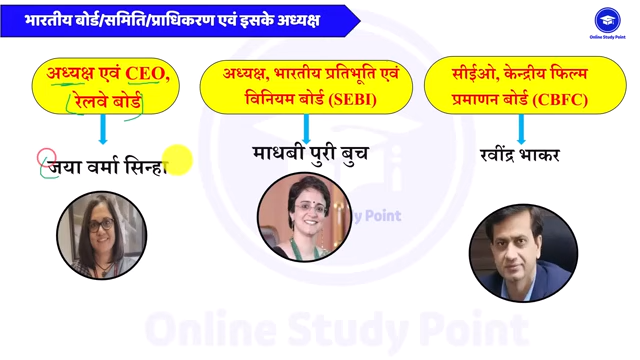 भारतीय बोर्ड/समिति/प्राधिकरण एवं इसके अध्यक्ष
Online Study Point
अध्यक्ष एवं CEO,
रेलवे बोर्ड
अध्यक्ष, भारतीय प्रतिभूति एवं
विनियम बोर्ड (SEBI)
सीईओ, केन्द्रीय फिल्म
प्रमाणन बोर्ड (CBFC)
जया वर्मा सिन्हा
माधबी पुरी बुच
रवींद्र भाकर
Online Study Point